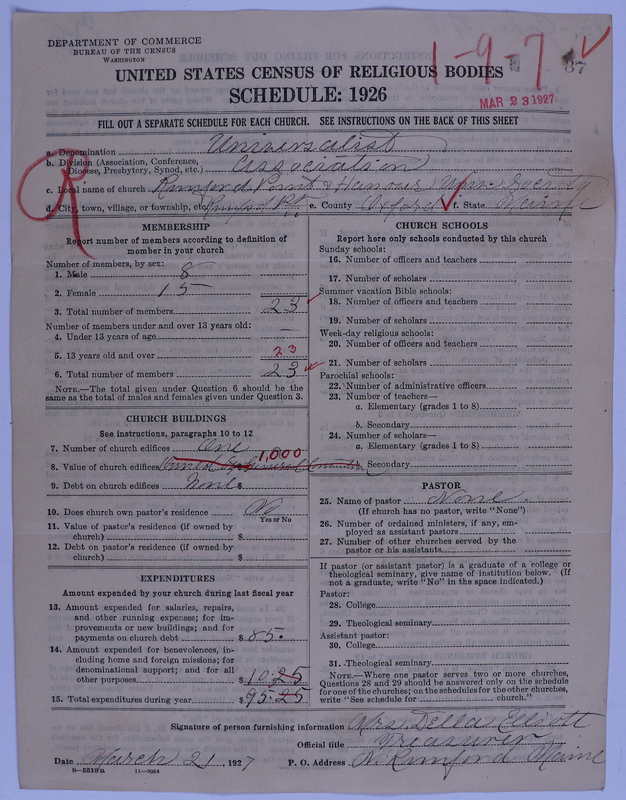 DEPARTMENT OF COMMERCE
BUREAU OF THE CENSUS
WASHINGTON
1-9-7
37
UNITED STATES CENSUS OF RELIGIOUS BODIES
SCHEDULE: 1926
MAR 23 1927
FILL OUT A SEPARATE SCHEDULE FOR EACH CHURCH. SEE INSTRUCTIONS ON THE BACK OF THIS SHEET
R
a. Denomination Universalist
b. Division (Association, Conference, Diocese, Presbytery, Synod, etc.) Association
c. Local name of church Rumford Point & Hanover Univ. Society
d. City, town, village, or township, etc. Rumford Pt. e. County Oxford f. State Maine
MEMBERSHIP
Report number of members according to definition of
member in your church
Number of members, by sex:
1. Male 8
2. Female 15
3. Total number of members 23
Number of members under and over 13 years old:
4. Under 13 years of age —
5. 13 years old and over 23
6. Total number of members 23
NOTE.—The total given under Question 6 should be the
same as the total of males and females given under Question 3.
CHURCH BUILDINGS
See instructions, paragraphs 10 to 12
7. Number of church edifices One
8. Value of church edifices 1,000
9. Debt on church edifices None $
10. Does church own pastor's residence No
Yes or No
11. Value of pastor's residence (if owned by
church) $
12. Debt on pastor's residence (if owned by
church) $
EXPENDITURES
Amount expended by your church during last fiscal year
13. Amount expended for salaries, repairs,
and other running expenses; for im-
provements or new buildings; and for
payments on church debt $ 85.
14. Amount expended for benevolences, in-
cluding home and foreign missions; for
denominational support; and for all
other purposes $ 10.25
15. Total expenditures during year $ 95.25
CHURCH SCHOOLS
Report here only schools conducted by this church
Sunday schools:
16. Number of officers and teachers
17. Number of scholars
Summer vacation Bible schools:
18. Number of officers and teachers
19. Number of scholars
Week-day religious schools:
20. Number of officers and teachers
21. Number of scholars
Parochial schools:
22. Number of administrative officers
23. Number of teachers—
a. Elementary (grades 1 to 8)
b. Secondary
24. Number of scholars—
a. Elementary (grades 1 to 8)
b. Secondary
PASTOR
25. Name of pastor None.
(If church has no pastor, write "None")
26. Number of ordained ministers, if any, em-
ployed as assistant pastors
27. Number of other churches served by the
pastor or his assistants
If pastor (or assistant pastor) is a graduate of a college or
theological seminary, give name of institution below. (If
not a graduate, write "No" in the space indicated.)
Pastor:
28. College
29. Theological seminary
Assistant pastor:
30. College
31. Theological seminary
NOTE.—Where one pastor serves two or more churches,
Questions 28 and 29 should be answered only on the schedule
for one of the churches; on the schedules for the other churches,
write "See schedule for church."
Signature of person furnishing information Mrs. Della Elliott
Official title Treasurer
Date March 21, 1927 P. O. Address R. Rumford Maine
8—5518a 11—9034